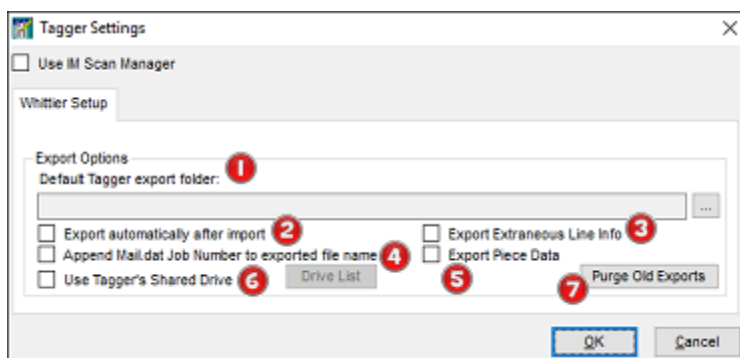 Tagger Settings
Use IM Scan Manager
Whittier Setup
Export Options
1
Default Tagger export folder:
...
Export automatically after import 2
Export Extraneous Line Info 3
Append Mail.dat Job Number to exported file name 4
Export Piece Data
5
Use Tagger's Shared Drive 6
Drive List
7
Purge Old Exports
OK
Cancel